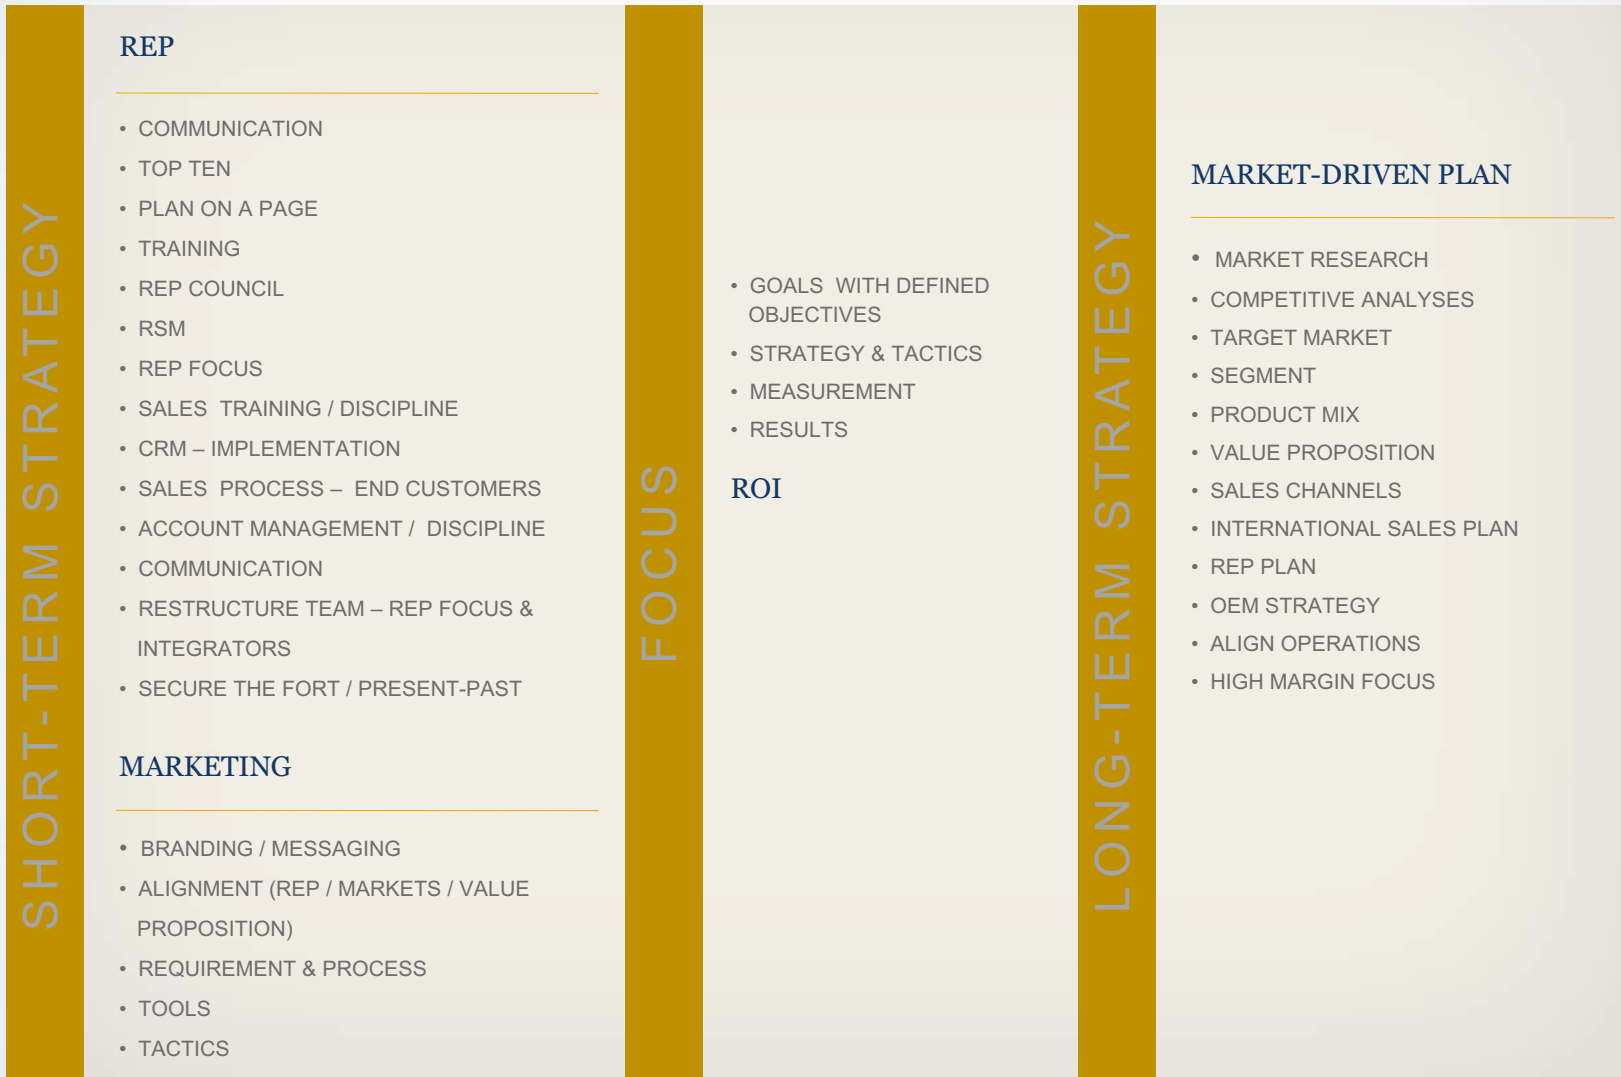 SHORT-TERM STRATEGY
REP
• COMMUNICATION
• TOP TEN
• PLAN ON A PAGE
• TRAINING
• REP COUNCIL
• RSM
• REP FOCUS
• SALES  TRAINING / DISCIPLINE
• CRM – IMPLEMENTATION
• SALES  PROCESS –  END CUSTOMERS
• ACCOUNT MANAGEMENT /  DISCIPLINE
• COMMUNICATION
• RESTRUCTURE TEAM – REP FOCUS &
INTEGRATORS
• SECURE THE FORT / PRESENT-PAST
MARKETING
• BRANDING / MESSAGING
• ALIGNMENT (REP / MARKETS / VALUE
PROPOSITION)
• REQUIREMENT & PROCESS
• TOOLS
• TACTICS
FOCUS
• GOALS  WITH DEFINED
OBJECTIVES
• STRATEGY & TACTICS
• MEASUREMENT
• RESULTS
ROI
LONG-TERM STRATEGY
MARKET-DRIVEN PLAN
• MARKET RESEARCH
• COMPETITIVE ANALYSES
• TARGET MARKET
• SEGMENT
• PRODUCT MIX
• VALUE PROPOSITION
• SALES CHANNELS
• INTERNATIONAL SALES PLAN
• REP PLAN
• OEM STRATEGY
• ALIGN OPERATIONS
• HIGH MARGIN FOCUS